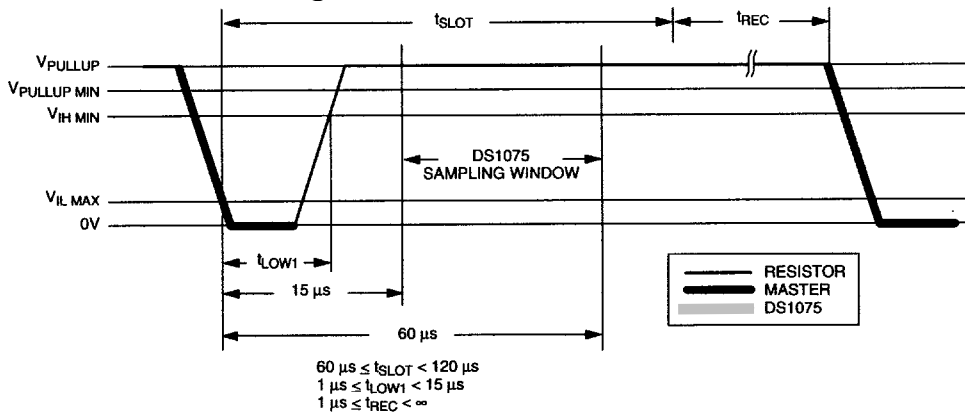 tSLOT
tREC
VPULLUP
VPULLUP MIN
VIH MIN
DS1075
SAMPLING WINDOW
VIL MAX
0V
tLOW1
15 µs
60 µs
RESISTOR
MASTER
DS1075
60 µs ≤ tSLOT < 120 µs
1 µs ≤ tLOW1 < 15 µs
1 µs ≤ tREC < ∞